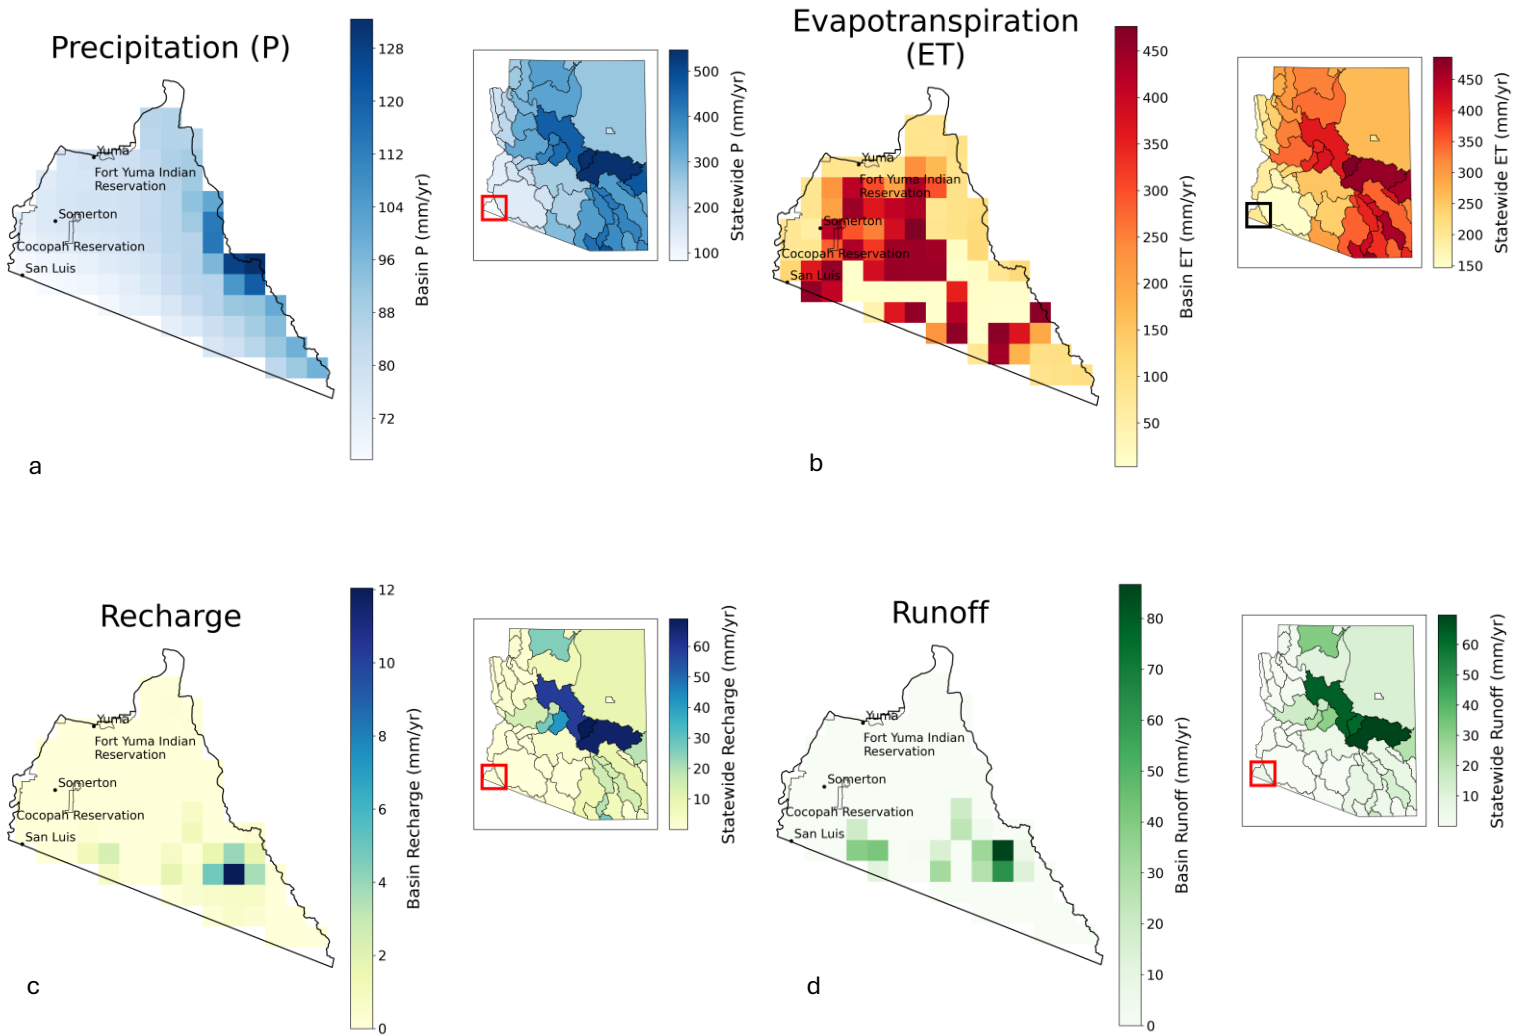 Precipitation (P)
128
120
112
104
96
88
80
72
Basin P (mm/yr)
500
400
300
200
100
Statewide P (mm/yr)
Yuma
Fort Yuma Indian
Reservation
Somerton
Cocopah Reservation
San Luis
a
Evapotranspiration
(ET)
450
400
350
300
250
200
150
100
50
Basin ET (mm/yr)
450
400
350
300
250
200
150
Statewide ET (mm/yr)
Yuma
Fort Yuma Indian
Reservation
Somerton
Cocopah Reservation
San Luis
b
Recharge
12
10
8
6
4
2
0
Basin Recharge (mm/yr)
60
50
40
30
20
10
Statewide Recharge (mm/yr)
Yuma
Fort Yuma Indian
Reservation
Somerton
Cocopah Reservation
San Luis
c
Runoff
80
70
60
50
40
30
20
10
0
Basin Runoff (mm/yr)
60
50
40
30
20
10
Statewide Runoff (mm/yr)
Yuma
Fort Yuma Indian
Reservation
Somerton
Cocopah Reservation
San Luis
d